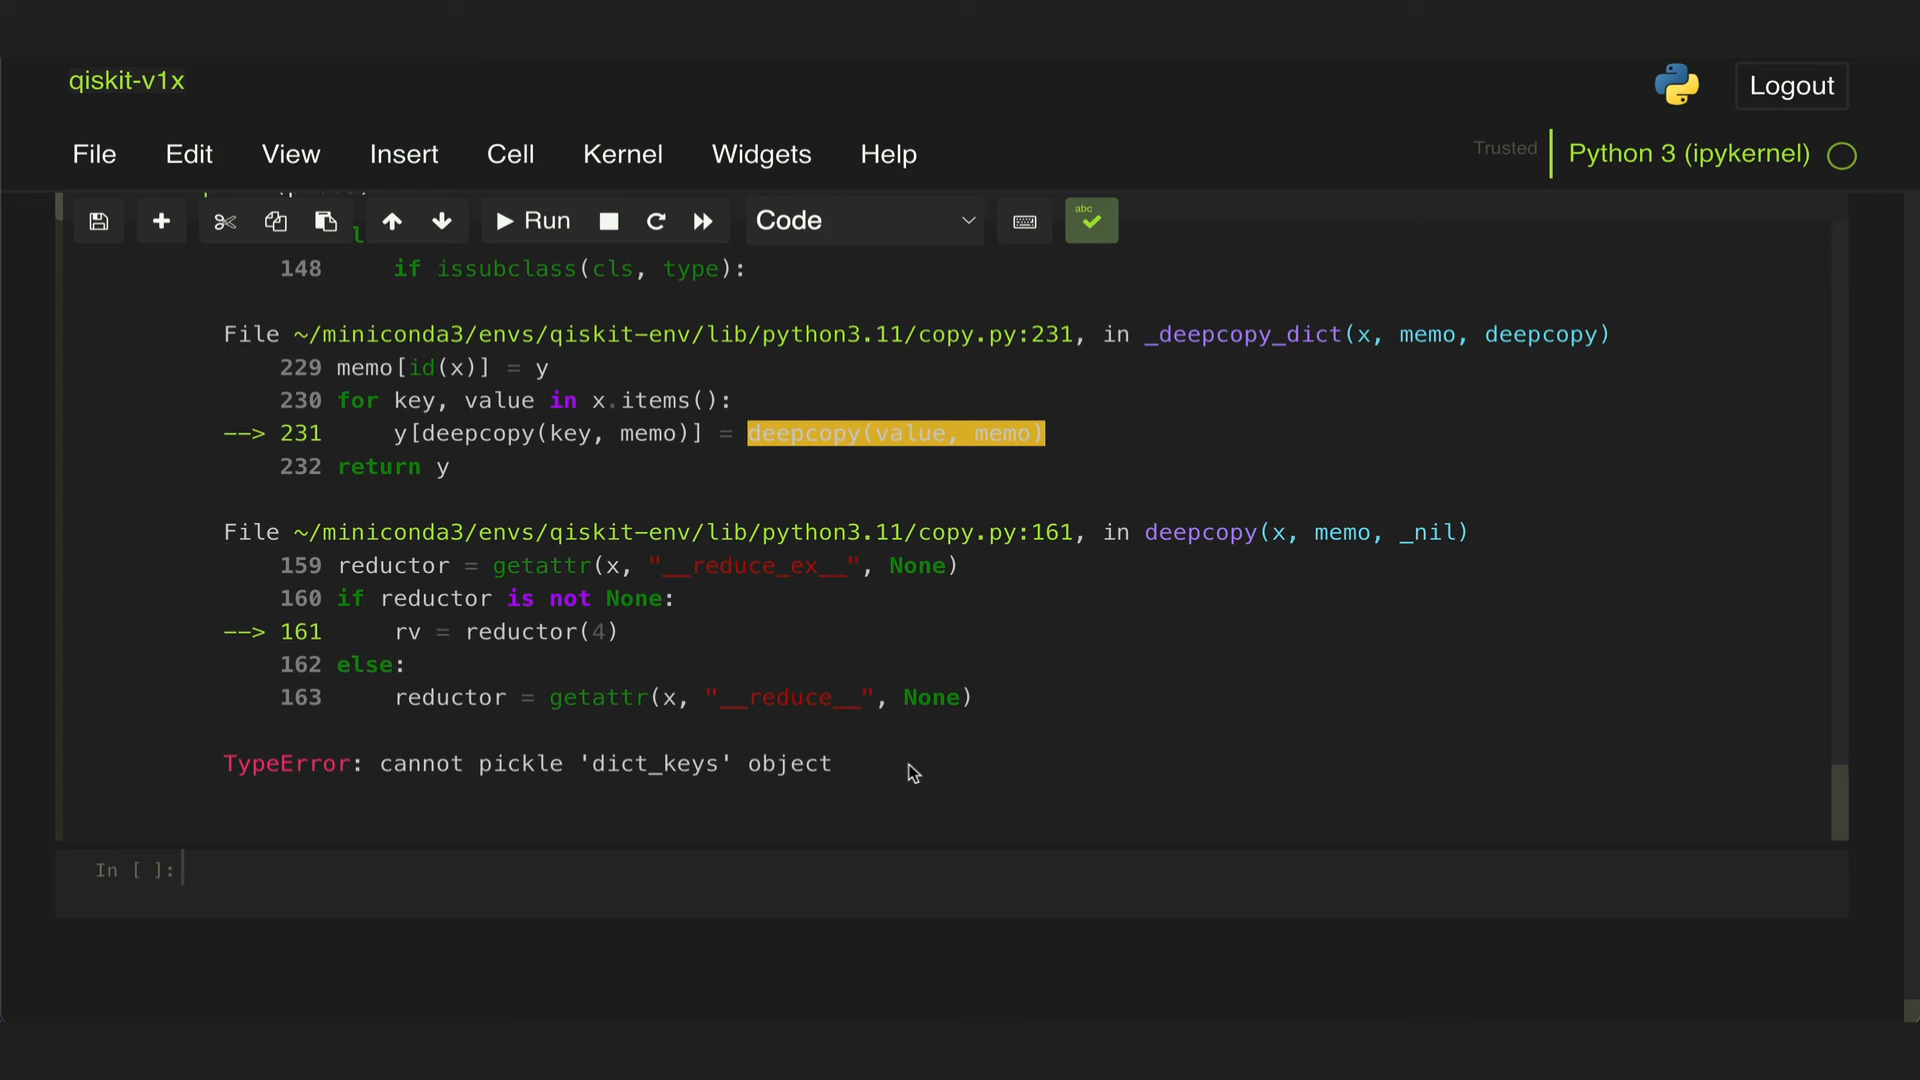 qiskit-v1x
Logout
File Edit View Insert Cell Kernel Widgets Help
Trusted
Python 3 (ipykernel)
Run
Code
abc
148 if issubclass(cls, type):
File ~/miniconda3/envs/qiskit-env/lib/python3.11/copy.py:231, in _deepcopy_dict(x, memo, deepcopy)
229 memo[id(x)] = y
230 for key, value in x.items():
--> 231 y[deepcopy(key, memo)] = deepcopy(value, memo)
232 return y
File ~/miniconda3/envs/qiskit-env/lib/python3.11/copy.py:161, in deepcopy(x, memo, _nil)
159 reductor = getattr(x, "__reduce_ex__", None)
160 if reductor is not None:
--> 161 rv = reductor(4)
162 else:
163 reductor = getattr(x, "__reduce__", None)
TypeError: cannot pickle 'dict_keys' object
In [ ]: